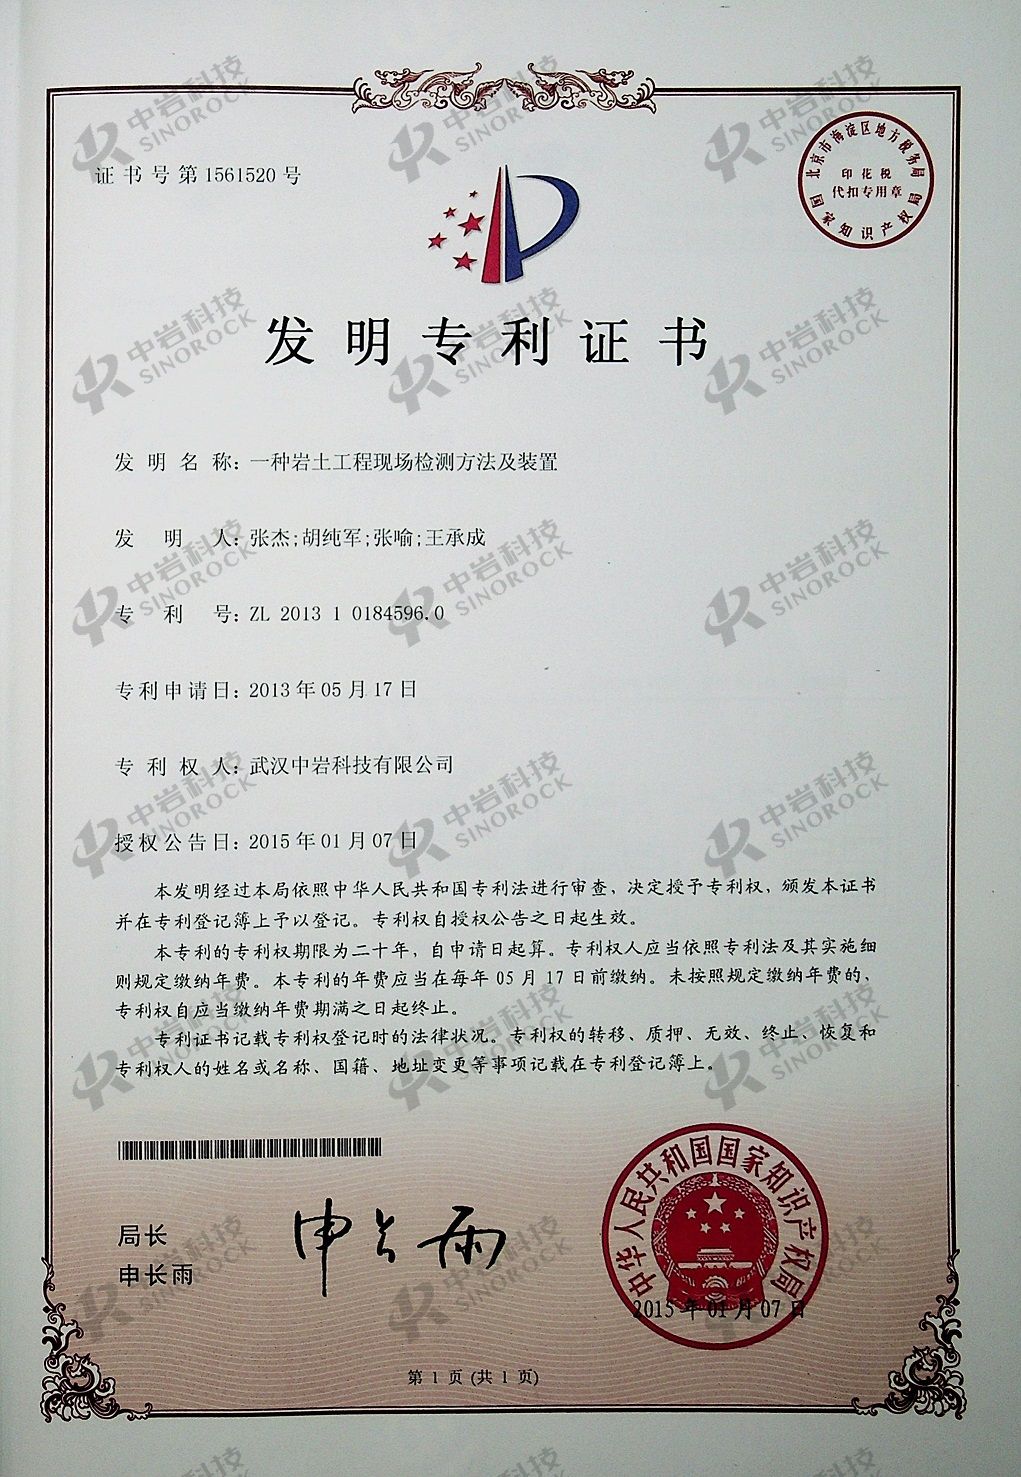 证书号第1561520号
北京市海淀区地方税务局
印花税
代扣专用章
国家知识产权局
发明专利证书
发明名称：一种岩土工程现场检测方法及装置
发明人：张杰;胡纯军;张喻;王承成
专利号：ZL 2013 1 0184596.0
专利申请日：2013年05月17日
专利权人：武汉中岩科技有限公司
授权公告日：2015年01月07日
本发明经过本局依照中华人民共和国专利法进行审查，决定授予专利权，颁发本证书
并在专利登记簿上予以登记。专利权自授权公告之日起生效。
本专利的专利权期限为二十年，自申请日起算。专利权人应当依照专利法及其实施细
则规定缴纳年费。本专利的年费应当在每年05月17日前缴纳。未按照规定缴纳年费的，
专利权自应当缴纳年费期满之日起终止。
专利证书记载专利权登记时的法律状况。专利权的转移、质押、无效、终止、恢复和
专利权人的姓名或名称、国籍、地址变更等事项记载在专利登记簿上。
局长
申长雨
申长雨
中华人民共和国国家知识产权局
2015年01月07日
第1页(共1页)
中岩科技
SINOROCK